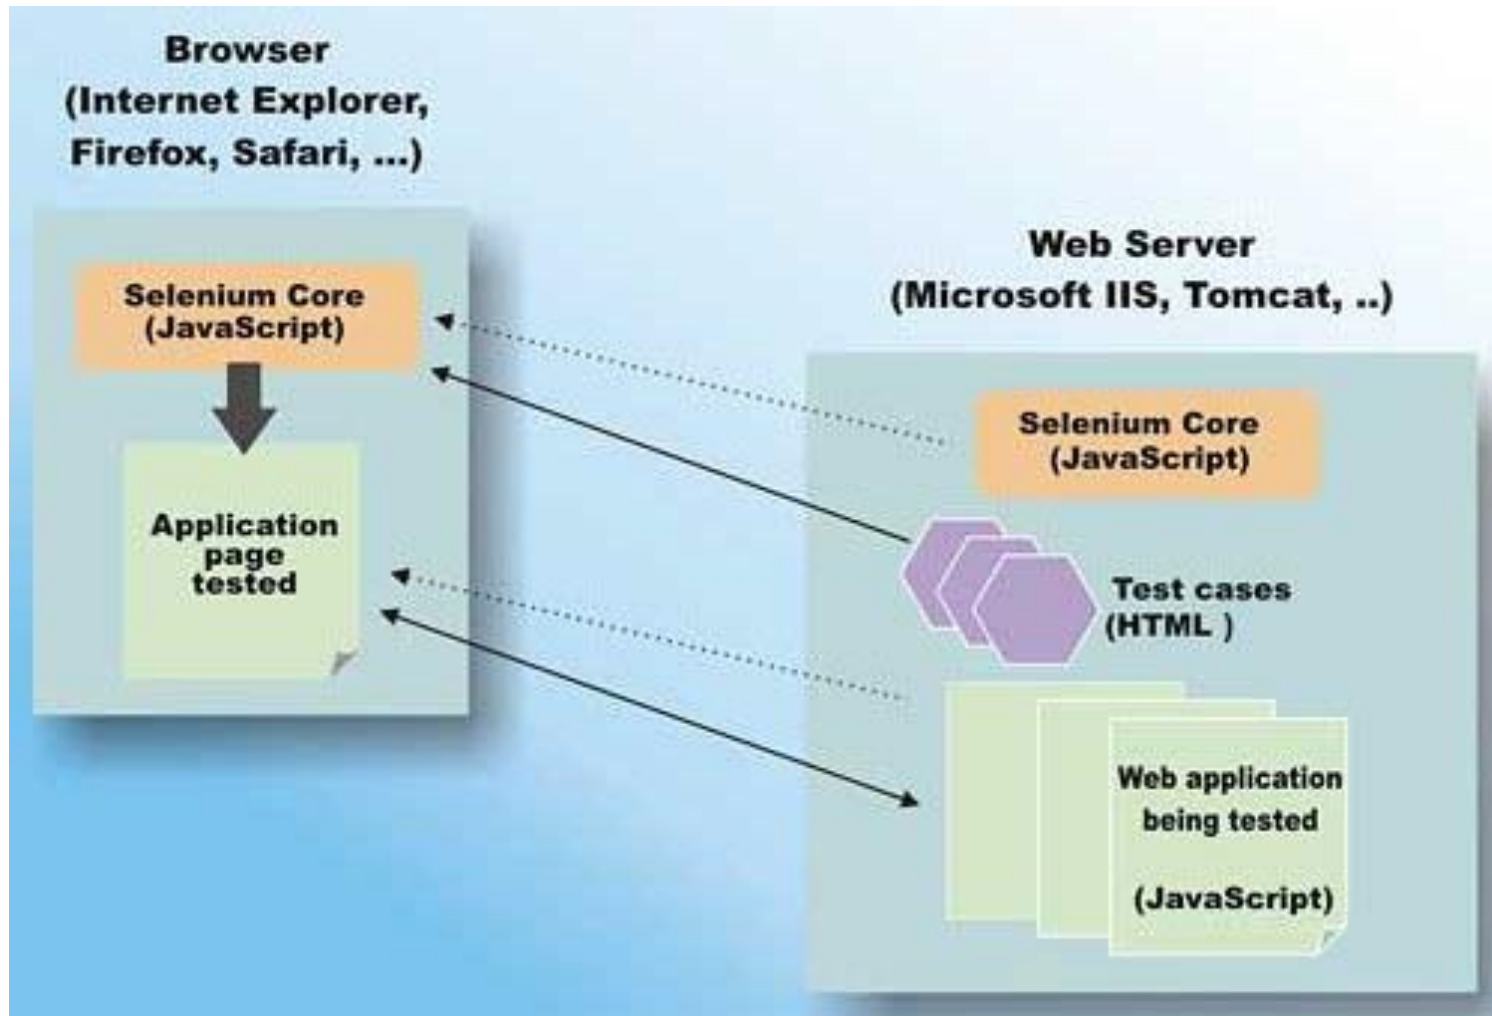 Browser
(Internet Explorer,
Firefox, Safari, ...)
Selenium Core
(JavaScript)
Application
page
tested
Web Server
(Microsoft IIS, Tomcat, ..)
Selenium Core
(JavaScript)
Test cases
(HTML )
Web application
being tested
(JavaScript)